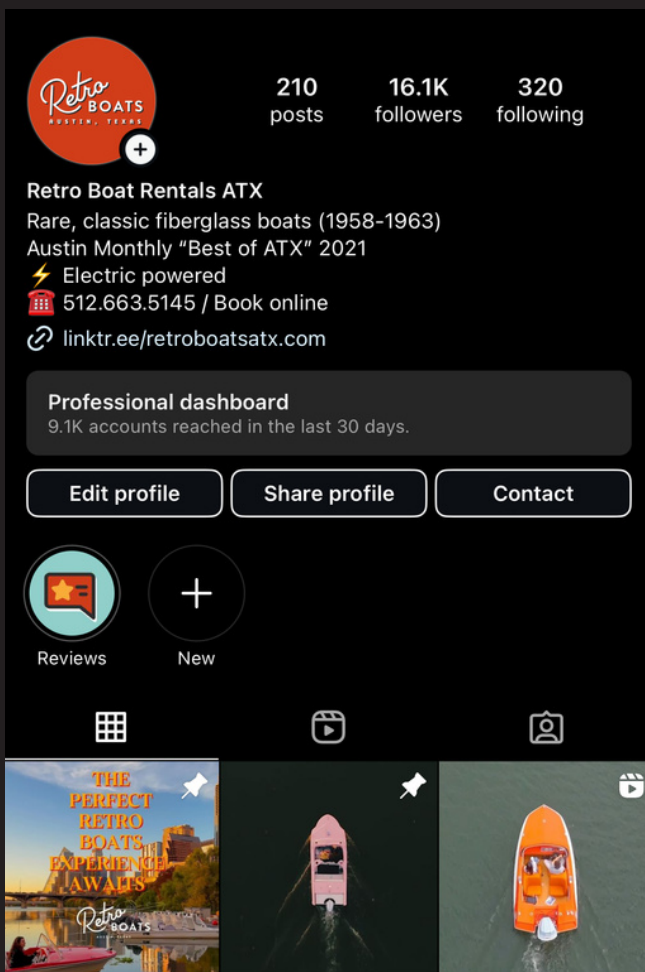 Retro
BOATS
AUSTIN, TEXAS
210
posts
16.1K
followers
320
following
Retro Boat Rentals ATX
Rare, classic fiberglass boats (1958-1963)
Austin Monthly “Best of ATX” 2021
⚡ Electric powered
☎️ 512.663.5145 / Book online
linktr.ee/retroboatsatx.com
Professional dashboard
9.1K accounts reached in the last 30 days.
Edit profile
Share profile
Contact
Reviews
New
THE
PERFECT
RETRO
BOATS
EXPERIENCE
AWAITS
Retro
BOATS